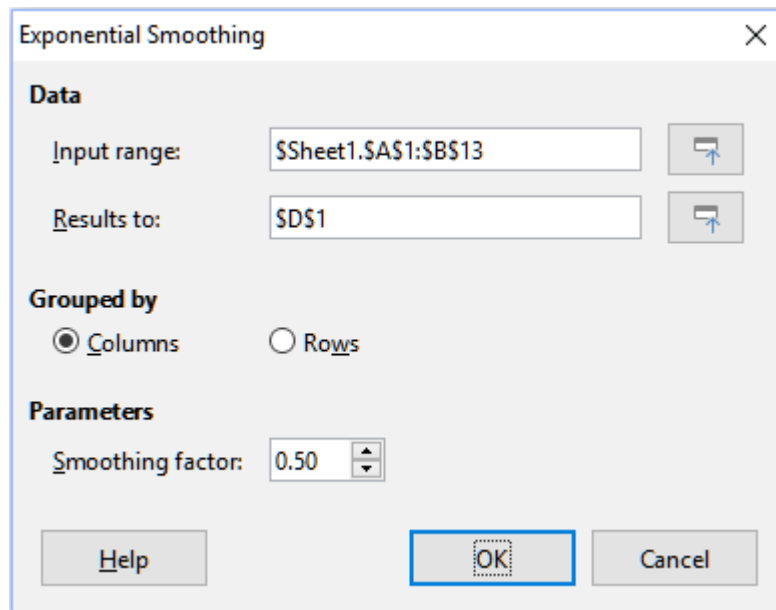 Exponential Smoothing
Data
Input range: $Sheet1.$A$1:$B$13
Results to: $D$1
Grouped by
Columns Rows
Parameters
Smoothing factor: 0.50
Help OK Cancel